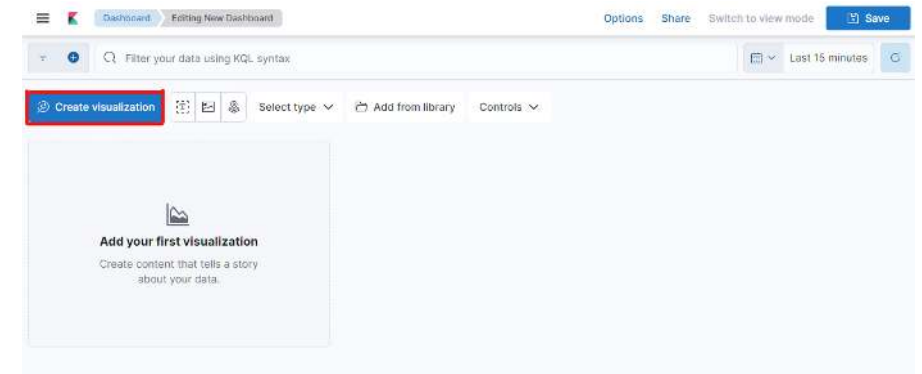 Dashboard Editing New Dashboard Options Share Switch to view mode Save
Filter your data using KQL syntax Last 15 minutes
Create visualization Select type Add from library Controls
Add your first visualization
Create content that tells a story
about your data.